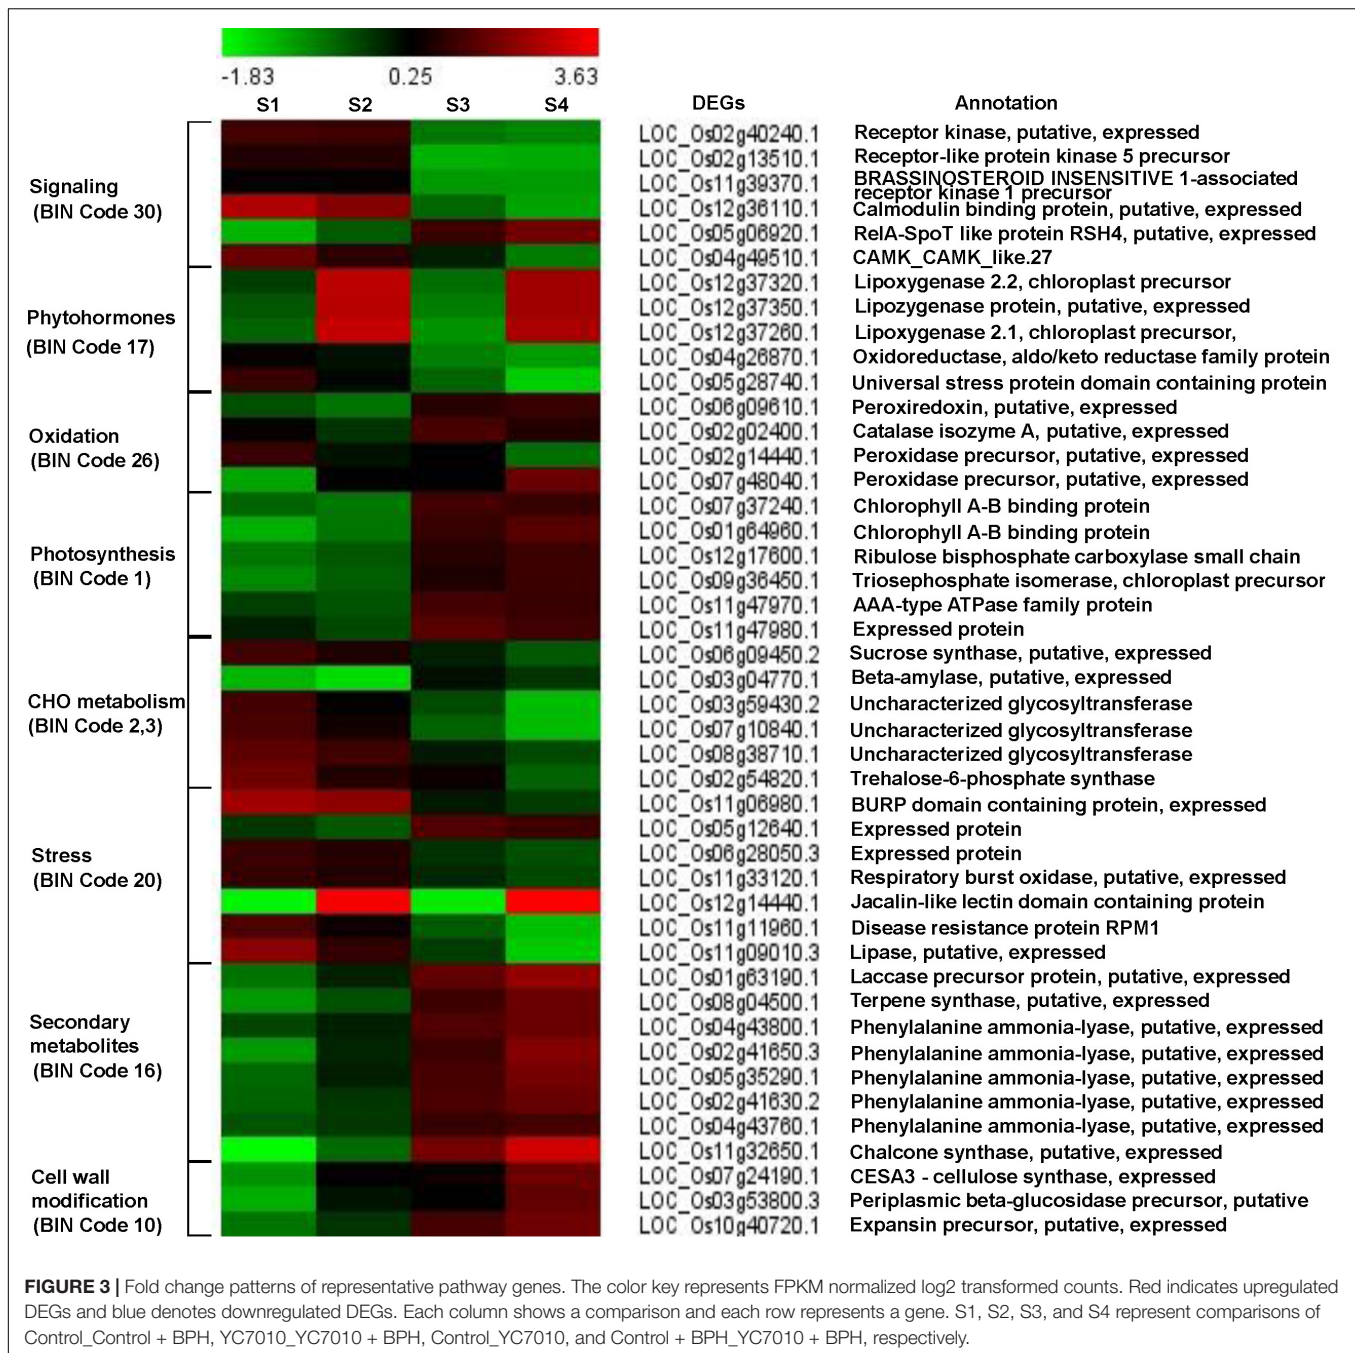 -1.83 0.25 3.63
S1 S2 S3 S4 DEGs Annotation
Signaling
(BIN Code 30)
LOC_Os02g40240.1 Receptor kinase, putative, expressed
LOC_Os02g13510.1 Receptor-like protein kinase 5 precursor
LOC_Os11g39370.1 BRASSINOSTEROID INSENSITIVE 1-associated
receptor kinase 1 precursor
LOC_Os12g36110.1 Calmodulin binding protein, putative, expressed
LOC_Os05g06920.1 RelA-SpoT like protein RSH4, putative, expressed
LOC_Os04g49510.1 CAMK_CAMK_like.27
Phytohormones
(BIN Code 17)
LOC_Os12g37320.1 Lipoxygenase 2.2, chloroplast precursor
LOC_Os12g37350.1 Lipozygenase protein, putative, expressed
LOC_Os12g37260.1 Lipoxygenase 2.1, chloroplast precursor,
LOC_Os04g26870.1 Oxidoreductase, aldo/keto reductase family protein
LOC_Os05g28740.1 Universal stress protein domain containing protein
Oxidation
(BIN Code 26)
LOC_Os06g09610.1 Peroxiredoxin, putative, expressed
LOC_Os02g02400.1 Catalase isozyme A, putative, expressed
LOC_Os02g14440.1 Peroxidase precursor, putative, expressed
LOC_Os07g48040.1 Peroxidase precursor, putative, expressed
Photosynthesis
(BIN Code 1)
LOC_Os07g37240.1 Chlorophyll A-B binding protein
LOC_Os01g64960.1 Chlorophyll A-B binding protein
LOC_Os12g17600.1 Ribulose bisphosphate carboxylase small chain
LOC_Os09g36450.1 Triosephosphate isomerase, chloroplast precursor
LOC_Os11g47970.1 AAA-type ATPase family protein
LOC_Os11g47980.1 Expressed protein
CHO metabolism
(BIN Code 2,3)
LOC_Os06g09450.2 Sucrose synthase, putative, expressed
LOC_Os03g04770.1 Beta-amylase, putative, expressed
LOC_Os03g59430.2 Uncharacterized glycosyltransferase
LOC_Os07g10840.1 Uncharacterized glycosyltransferase
LOC_Os08g38710.1 Uncharacterized glycosyltransferase
LOC_Os02g54820.1 Trehalose-6-phosphate synthase
Stress
(BIN Code 20)
LOC_Os11g06980.1 BURP domain containing protein, expressed
LOC_Os05g12640.1 Expressed protein
LOC_Os06g28050.3 Expressed protein
LOC_Os11g33120.1 Respiratory burst oxidase, putative, expressed
LOC_Os12g14440.1 Jacalin-like lectin domain containing protein
LOC_Os11g11960.1 Disease resistance protein RPM1
LOC_Os11g09010.3 Lipase, putative, expressed
Secondary
metabolites
(BIN Code 16)
LOC_Os01g63190.1 Laccase precursor protein, putative, expressed
LOC_Os08g04500.1 Terpene synthase, putative, expressed
LOC_Os04g43800.1 Phenylalanine ammonia-lyase, putative, expressed
LOC_Os02g41650.3 Phenylalanine ammonia-lyase, putative, expressed
LOC_Os05g35290.1 Phenylalanine ammonia-lyase, putative, expressed
LOC_Os02g41630.2 Phenylalanine ammonia-lyase, putative, expressed
LOC_Os04g43760.1 Phenylalanine ammonia-lyase, putative, expressed
LOC_Os11g32650.1 Chalcone synthase, putative, expressed
Cell wall
modification
(BIN Code 10)
LOC_Os07g24190.1 CESA3 - cellulose synthase, expressed
LOC_Os03g53800.3 Periplasmic beta-glucosidase precursor, putative
LOC_Os10g40720.1 Expansin precursor, putative, expressed
FIGURE 3 | Fold change patterns of representative pathway genes. The color key represents FPKM normalized log2 transformed counts. Red indicates upregulated
DEGs and blue denotes downregulated DEGs. Each column shows a comparison and each row represents a gene. S1, S2, S3, and S4 represent comparisons of
Control_Control + BPH, YC7010_YC7010 + BPH, Control_YC7010, and Control + BPH_YC7010 + BPH, respectively.